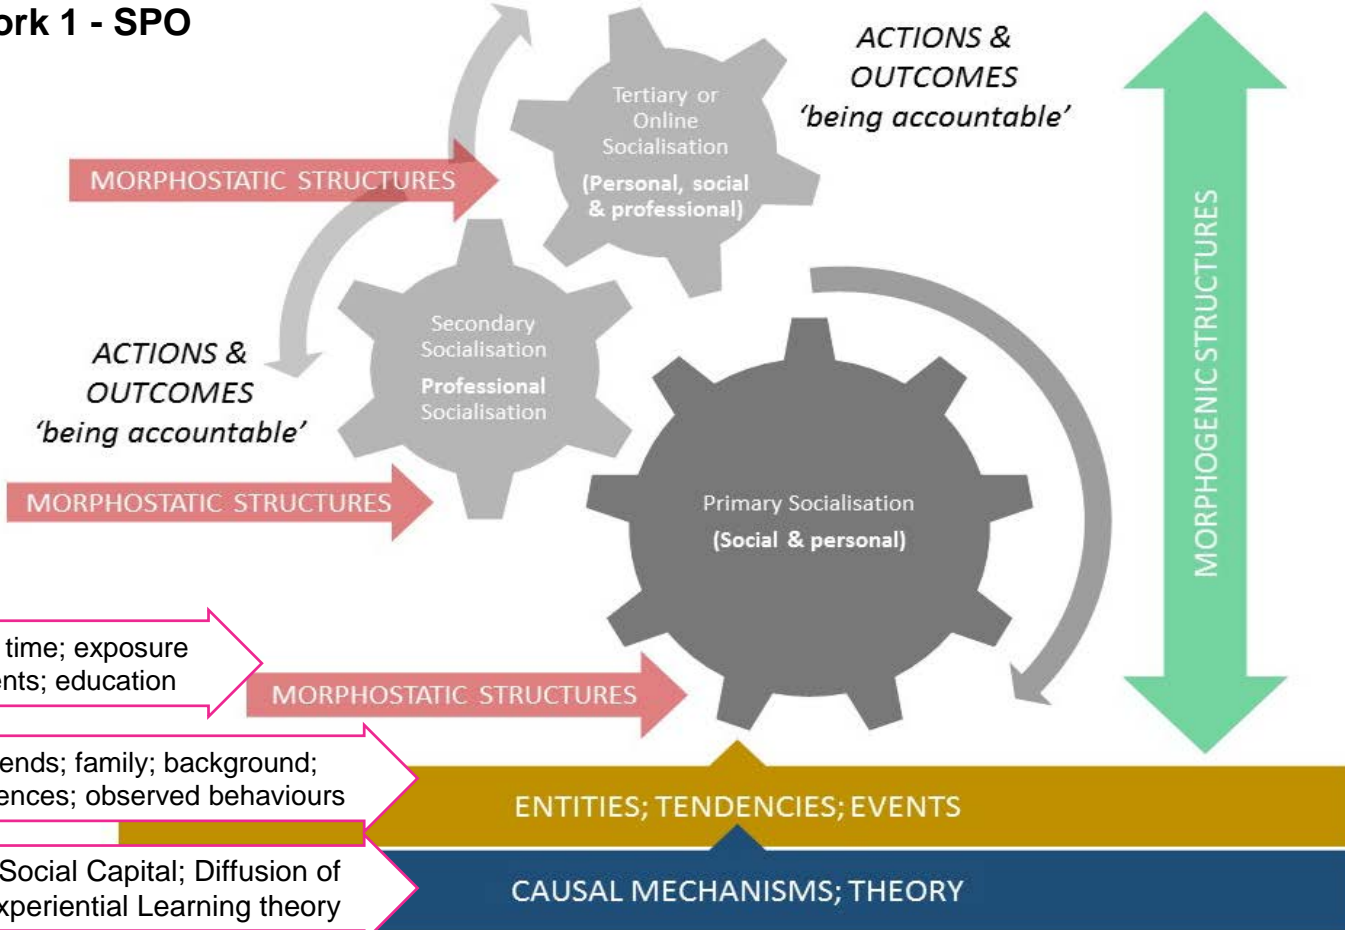 ork 1 - SPO
ACTIONS &
OUTCOMES
‘being accountable’
Tertiary or
Online
Socialisation
(Personal, social
& professional)
MORPHOSTATIC STRUCTURES
MORPHOGENIC STRUCTURES
Secondary
Socialisation
Professional
Socialisation
ACTIONS &
OUTCOMES
‘being accountable’
MORPHOSTATIC STRUCTURES
Primary Socialisation
(Social & personal)
time; exposure
ents; education
MORPHOSTATIC STRUCTURES
ends; family; background;
ences; observed behaviours
ENTITIES; TENDENCIES; EVENTS
Social Capital; Diffusion of
xperiential Learning theory
CAUSAL MECHANISMS; THEORY